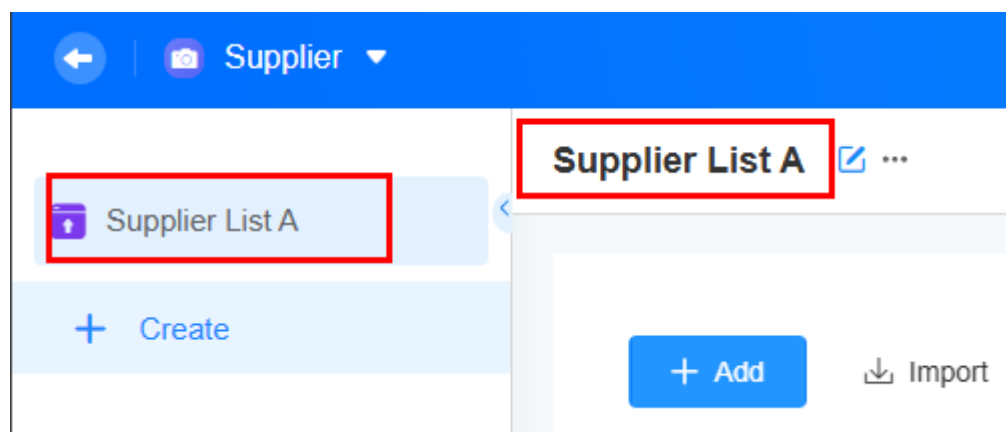 Supplier
Supplier List A
Supplier List A
Create
Add
Import